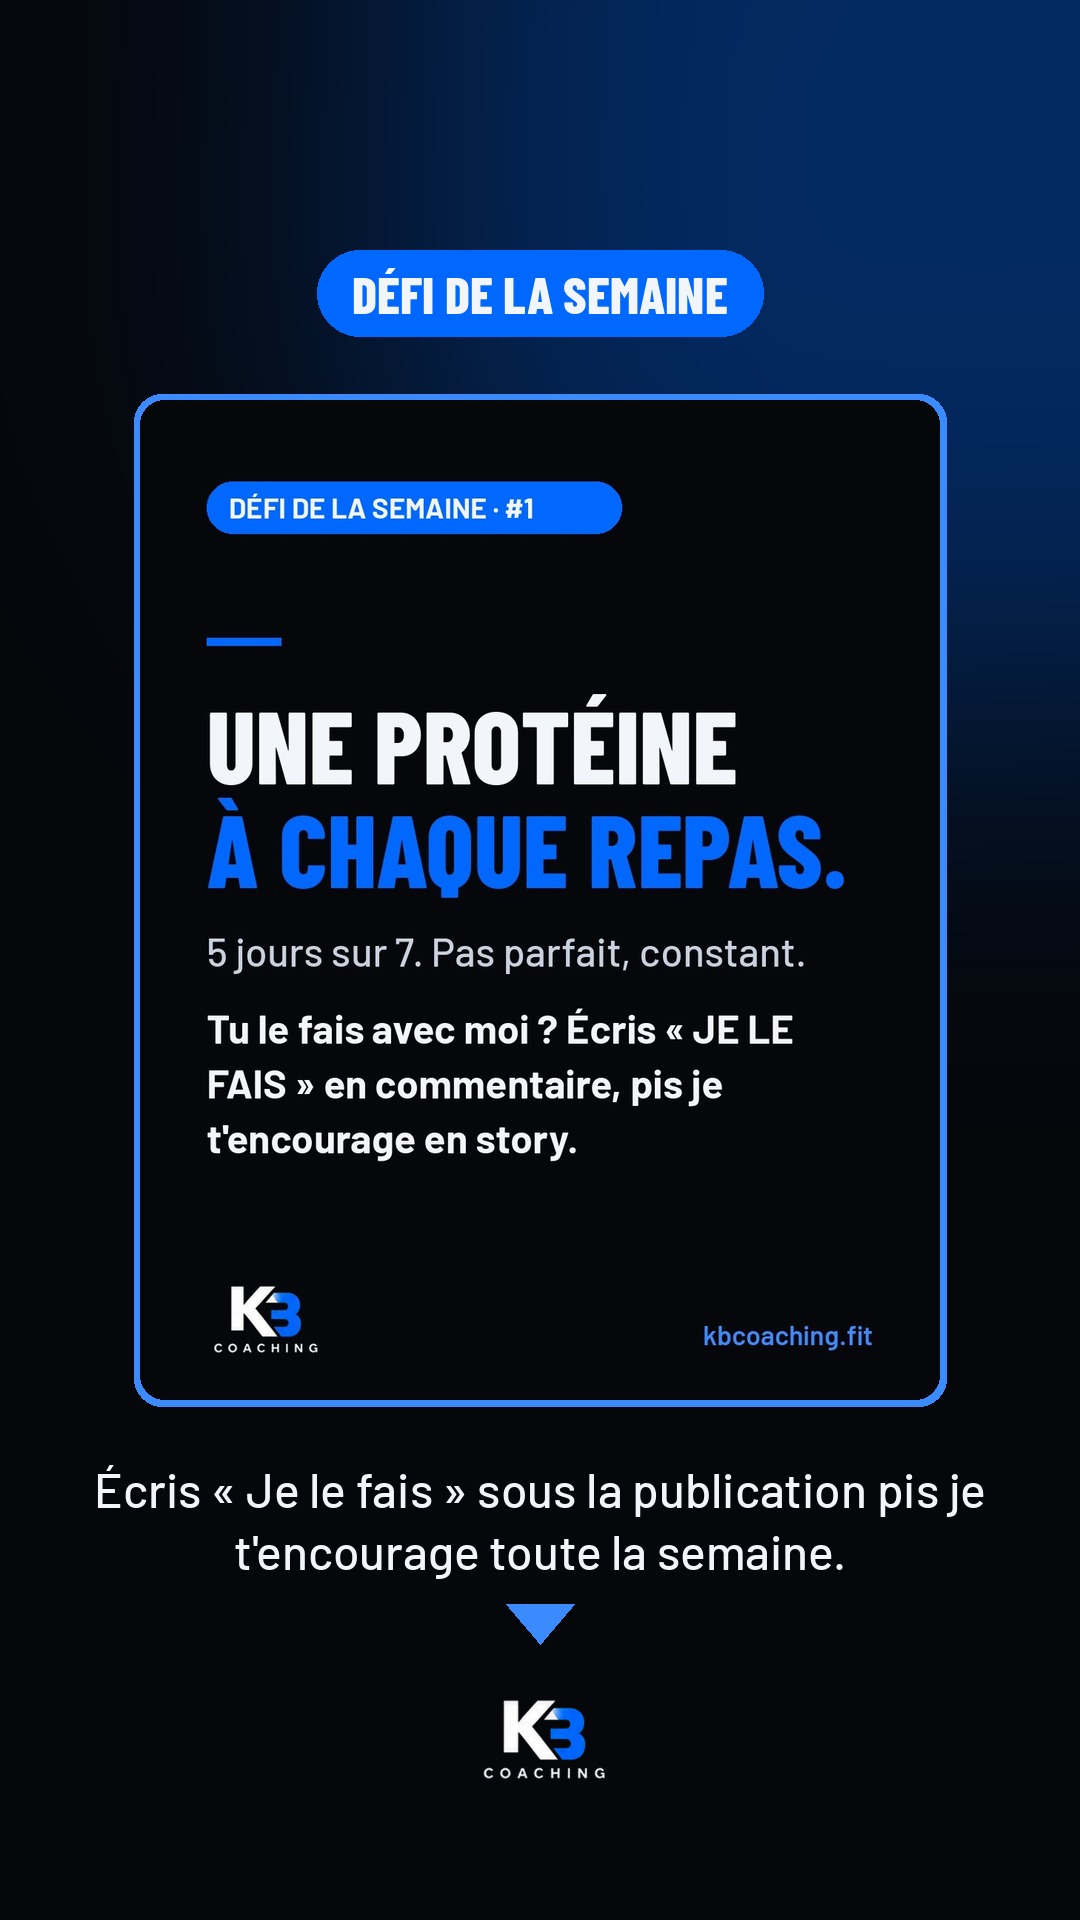 DÉFI DE LA SEMAINE
DÉFI DE LA SEMAINE · #1
UNE PROTÉINE
À CHAQUE REPAS.
5 jours sur 7. Pas parfait, constant.
Tu le fais avec moi ? Écris « JE LE
FAIS » en commentaire, pis je
t'encourage en story.
KB
COACHING
kbcoaching.fit
Écris « Je le fais » sous la publication pis je
t'encourage toute la semaine.
KB
COACHING